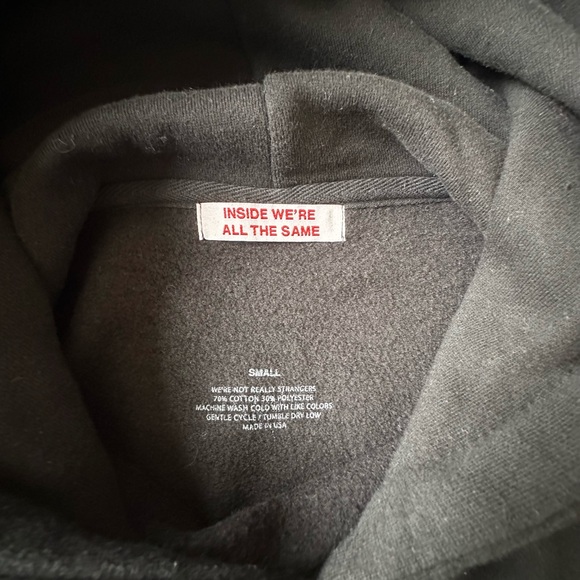 INSIDE WE'RE
ALL THE SAME
SMALL
WE'RE NOT REALLY STRANGERS
70% COTTON 30% POLYESTER
MACHINE WASH COLD WITH LIKE COLORS
GENTLE CYCLE / TUMBLE DRY LOW
MADE IN USA